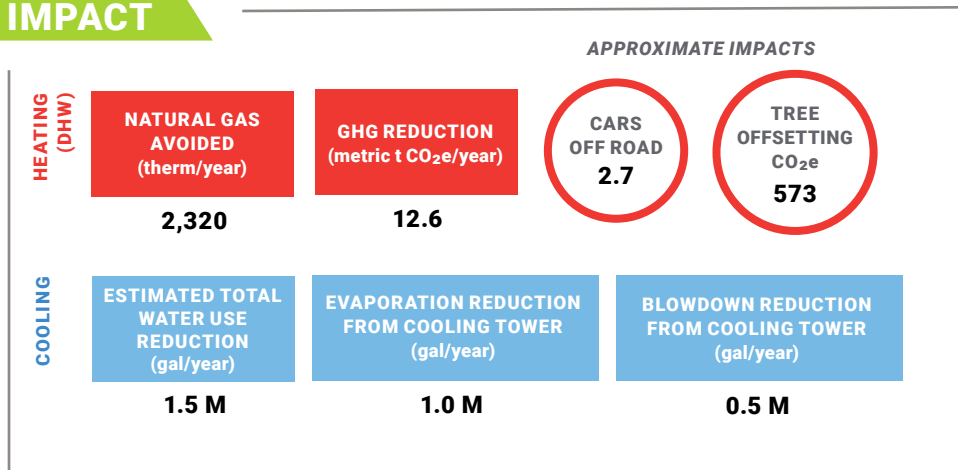 IMPACT
APPROXIMATE IMPACTS
HEATING
(DHW)
NATURAL GAS
AVOIDED
(therm/year)
2,320
GHG REDUCTION
(metric t CO₂e/year)
12.6
CARS
OFF ROAD
2.7
TREE
OFFSETTING
CO₂e
573
COOLING
ESTIMATED TOTAL
WATER USE
REDUCTION
(gal/year)
1.5 M
EVAPORATION REDUCTION
FROM COOLING TOWER
(gal/year)
1.0 M
BLOWDOWN REDUCTION
FROM COOLING TOWER
(gal/year)
0.5 M